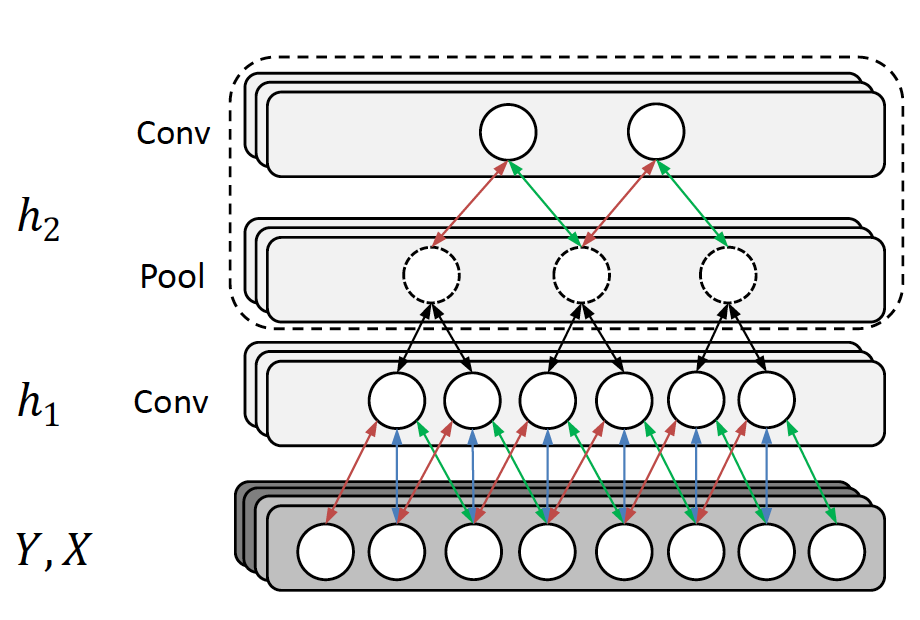 Conv
h₂
Pool
h₁
Conv
Y, X